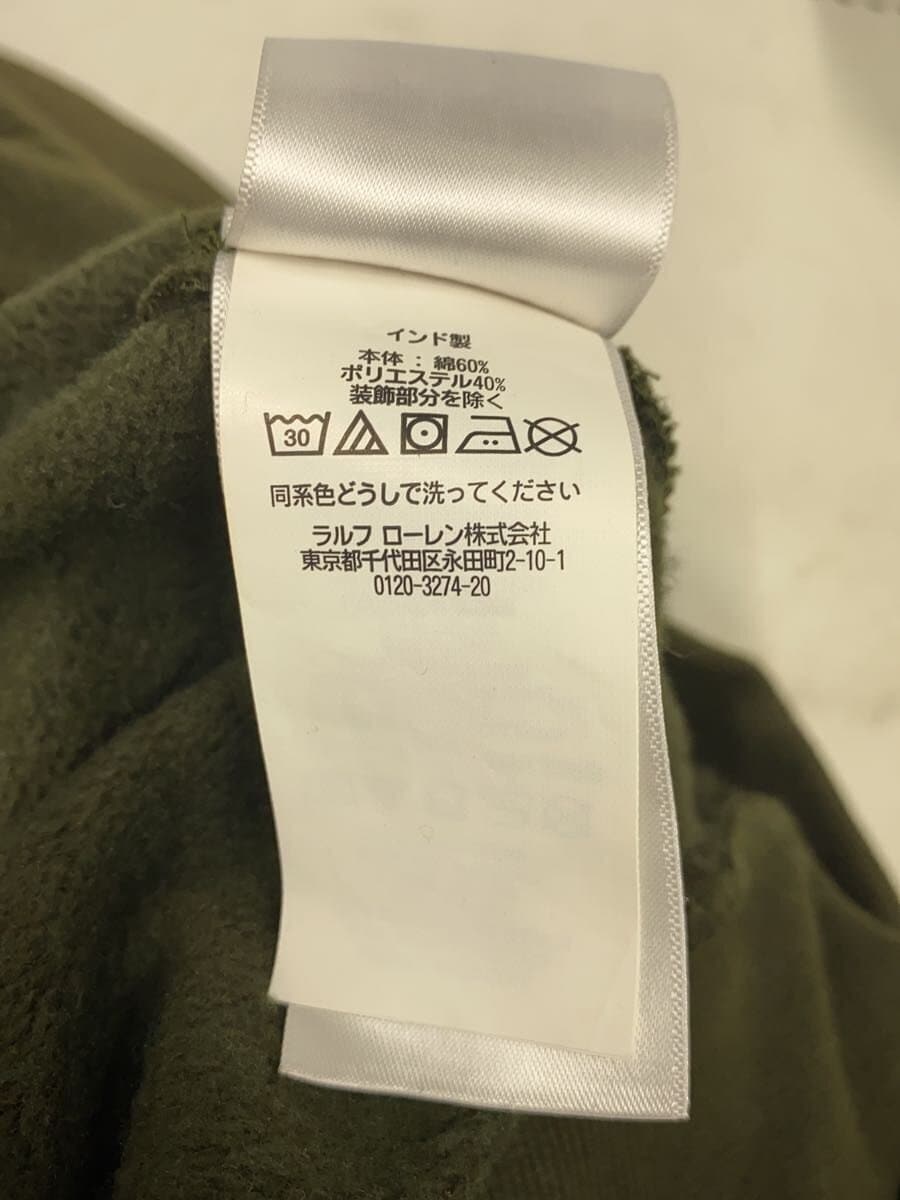 インド製
本体 : 綿60%
ポリエステル40%
装飾部分を除く
30
同系色どうしで洗ってください
ラルフ ローレン株式会社
東京都千代田区永田町2-10-1
0120-3274-20